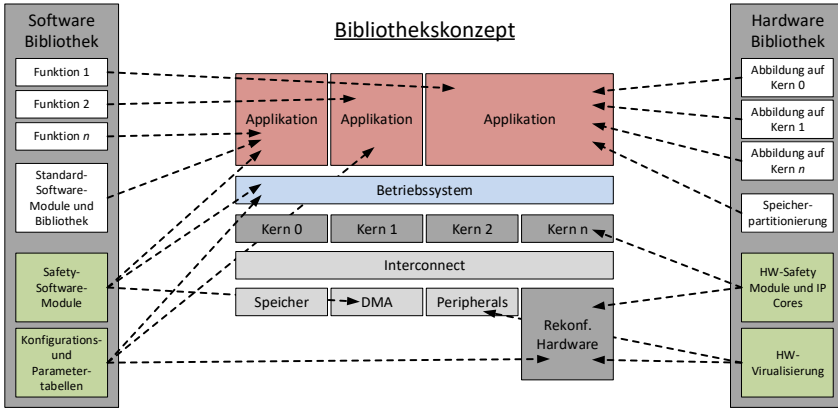 Software
Bibliothek
Funktion 1
Funktion 2
Funktion n
Standard-
Software-
Module und
Bibliothek
Safety-
Software-
Module
Konfigurations-
und
Parameter-
tabellen
Bibliothekskonzept
Applikation
Applikation
Applikation
Betriebssystem
Kern 0
Kern 1
Kern 2
Kern n
Interconnect
Speicher
DMA
Peripherals
Rekonf.
Hardware
Hardware
Bibliothek
Abbildung auf
Kern 0
Abbildung auf
Kern 1
Abbildung auf
Kern n
Speicher-
partitionierung
HW-Safety
Module und IP
Cores
HW-
Virualisierung